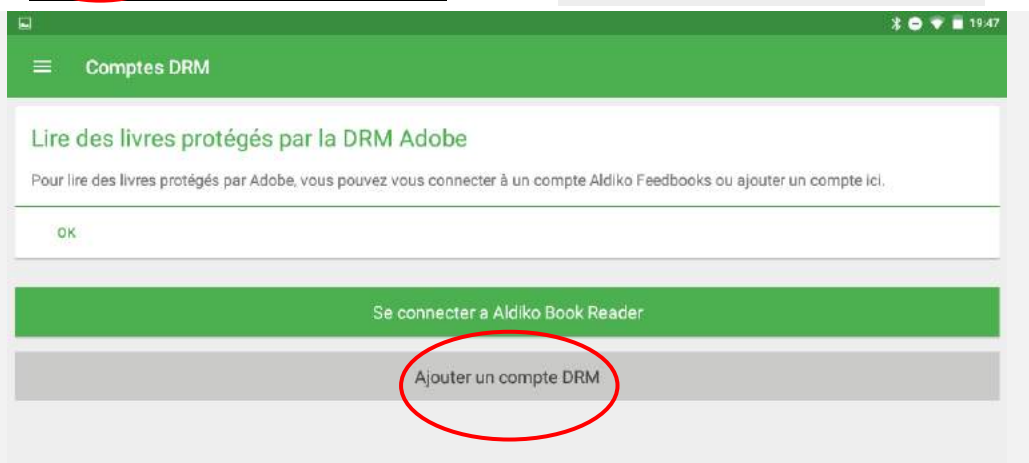 19:47
Comptes DRM
Lire des livres protégés par la DRM Adobe
Pour lire des livres protégés par Adobe, vous pouvez vous connecter à un compte Aldiko Feedbooks ou ajouter un compte ici.
OK
Se connecter a Aldiko Book Reader
Ajouter un compte DRM